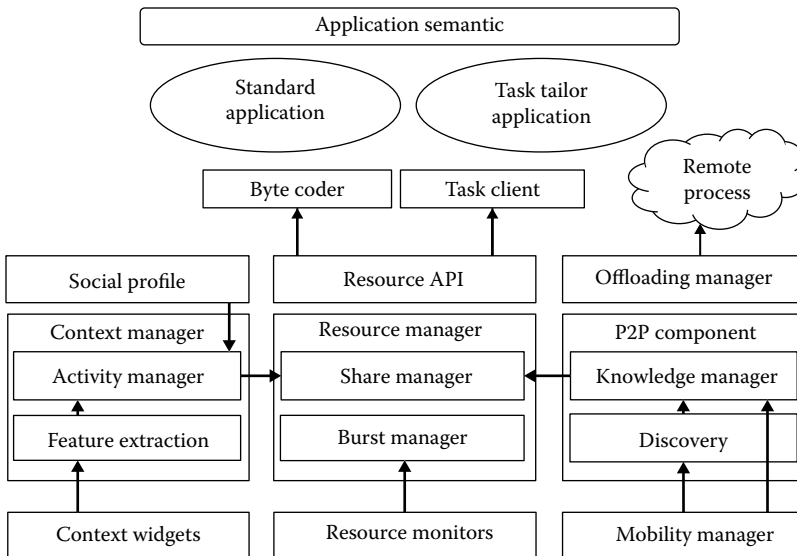 Application semantic
Standard
application
Task tailor
application
Remote
process
Byte coder
Task client
Social profile
Resource API
Offloading manager
Context manager
Resource manager
P2P component
Activity manager
Share manager
Knowledge manager
Feature extraction
Burst manager
Discovery
Context widgets
Resource monitors
Mobility manager